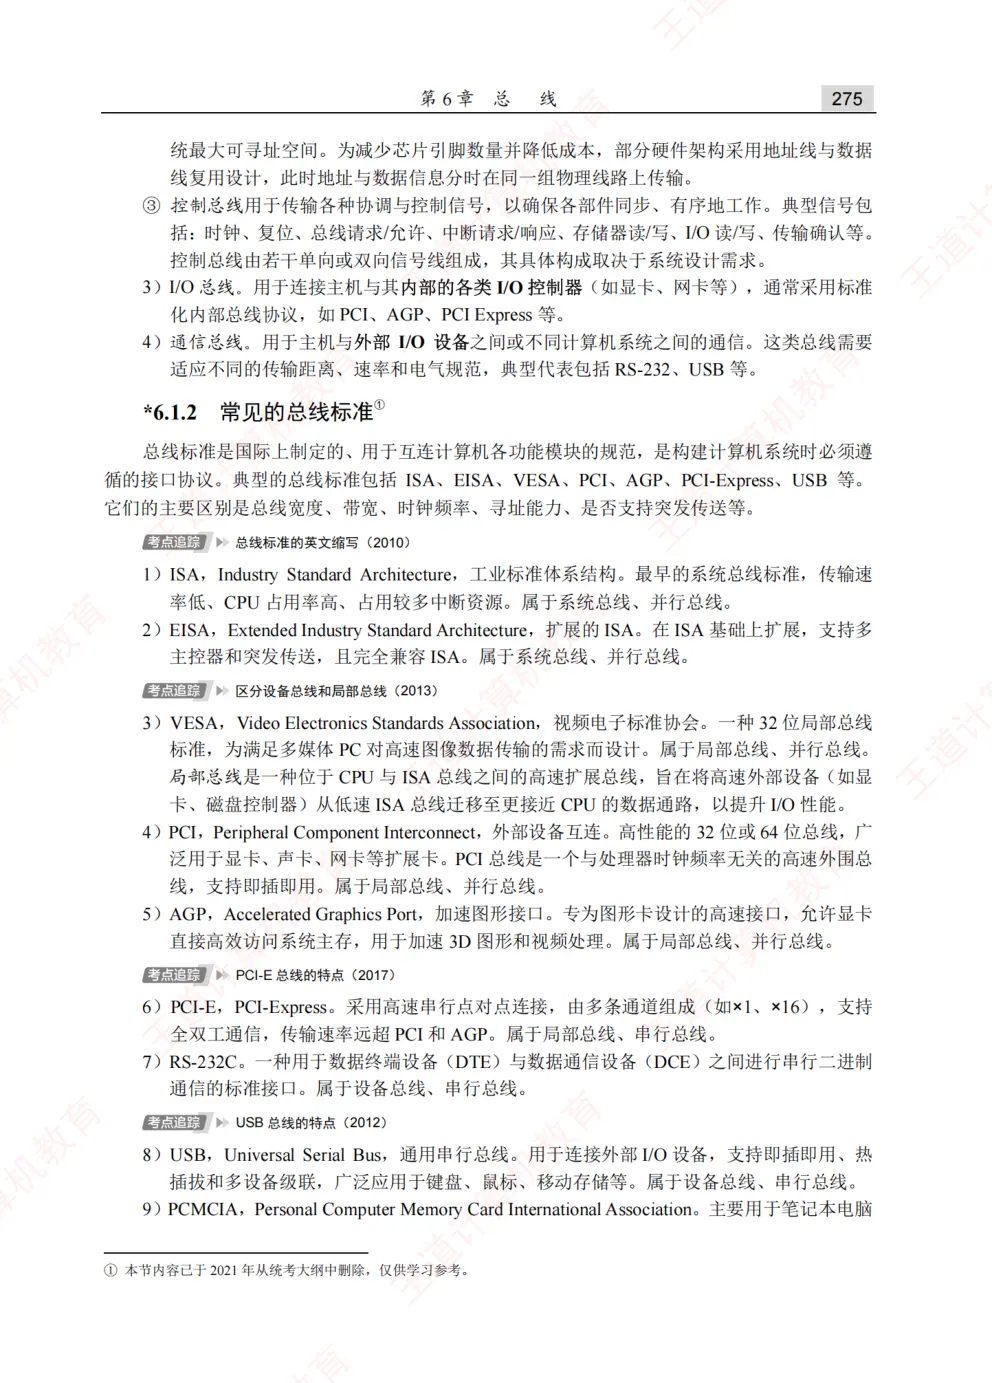 第 6 章 总 线 275
统最大可寻址空间。为减少芯片引脚数量并降低成本，部分硬件架构采用地址线与数据
线复用设计，此时地址与数据信息分时在同一组物理线路上传输。
③ 控制总线用于传输各种协调与控制信号，以确保各部件同步、有序地工作。典型信号包
括：时钟、复位、总线请求/允许、中断请求/响应、存储器读/写、I/O 读/写、传输确认等。
控制总线由若干单向或双向信号线组成，其具体构成取决于系统设计需求。
3）I/O 总线。用于连接主机与其内部的各类 I/O 控制器（如显卡、网卡等），通常采用标准
化内部总线协议，如 PCI、AGP、PCI Express 等。
4）通信总线。用于主机与外部 I/O 设备之间或不同计算机系统之间的通信。这类总线需要
适应不同的传输距离、速率和电气规范，典型代表包括 RS-232、USB 等。
*6.1.2 常见的总线标准①
总线标准是国际上制定的、用于互连计算机各功能模块的规范，是构建计算机系统时必须遵
循的接口协议。典型的总线标准包括 ISA、EISA、VESA、PCI、AGP、PCI-Express、USB 等。
它们的主要区别是总线宽度、带宽、时钟频率、寻址能力、是否支持突发传送等。
考点追踪 总线标准的英文缩写（2010）
1）ISA，Industry Standard Architecture，工业标准体系结构。最早的系统总线标准，传输速
率低、CPU 占用率高、占用较多中断资源。属于系统总线、并行总线。
2）EISA，Extended Industry Standard Architecture，扩展的 ISA。在 ISA 基础上扩展，支持多
主控器和突发传送，且完全兼容 ISA。属于系统总线、并行总线。
考点追踪 区分设备总线和局部总线（2013）
3）VESA，Video Electronics Standards Association，视频电子标准协会。一种 32 位局部总线
标准，为满足多媒体 PC 对高速图像数据传输的需求而设计。属于局部总线、并行总线。
局部总线是一种位于 CPU 与 ISA 总线之间的高速扩展总线，旨在将高速外部设备（如显
卡、磁盘控制器）从低速 ISA 总线迁移至更接近 CPU 的数据通路，以提升 I/O 性能。
4）PCI，Peripheral Component Interconnect，外部设备互连。高性能的 32 位或 64 位总线，广
泛用于显卡、声卡、网卡等扩展卡。PCI 总线是一个与处理器时钟频率无关的高速外围总
线，支持即插即用。属于局部总线、并行总线。
5）AGP，Accelerated Graphics Port，加速图形接口。专为图形卡设计的高速接口，允许显卡
直接高效访问系统主存，用于加速 3D 图形和视频处理。属于局部总线、并行总线。
考点追踪 PCI-E 总线的特点（2017）
6）PCI-E，PCI-Express。采用高速串行点对点连接，由多条通道组成（如×1、×16），支持
全双工通信，传输速率远超 PCI 和 AGP。属于局部总线、串行总线。
7）RS-232C。一种用于数据终端设备（DTE）与数据通信设备（DCE）之间进行串行二进制
通信的标准接口。属于设备总线、串行总线。
考点追踪 USB 总线的特点（2012）
8）USB，Universal Serial Bus，通用串行总线。用于连接外部 I/O 设备，支持即插即用、热
插拔和多设备级联，广泛应用于键盘、鼠标、移动存储等。属于设备总线、串行总线。
9）PCMCIA，Personal Computer Memory Card International Association。主要用于笔记本电脑
① 本节内容已于 2021 年从统考大纲中删除，仅供学习参考。